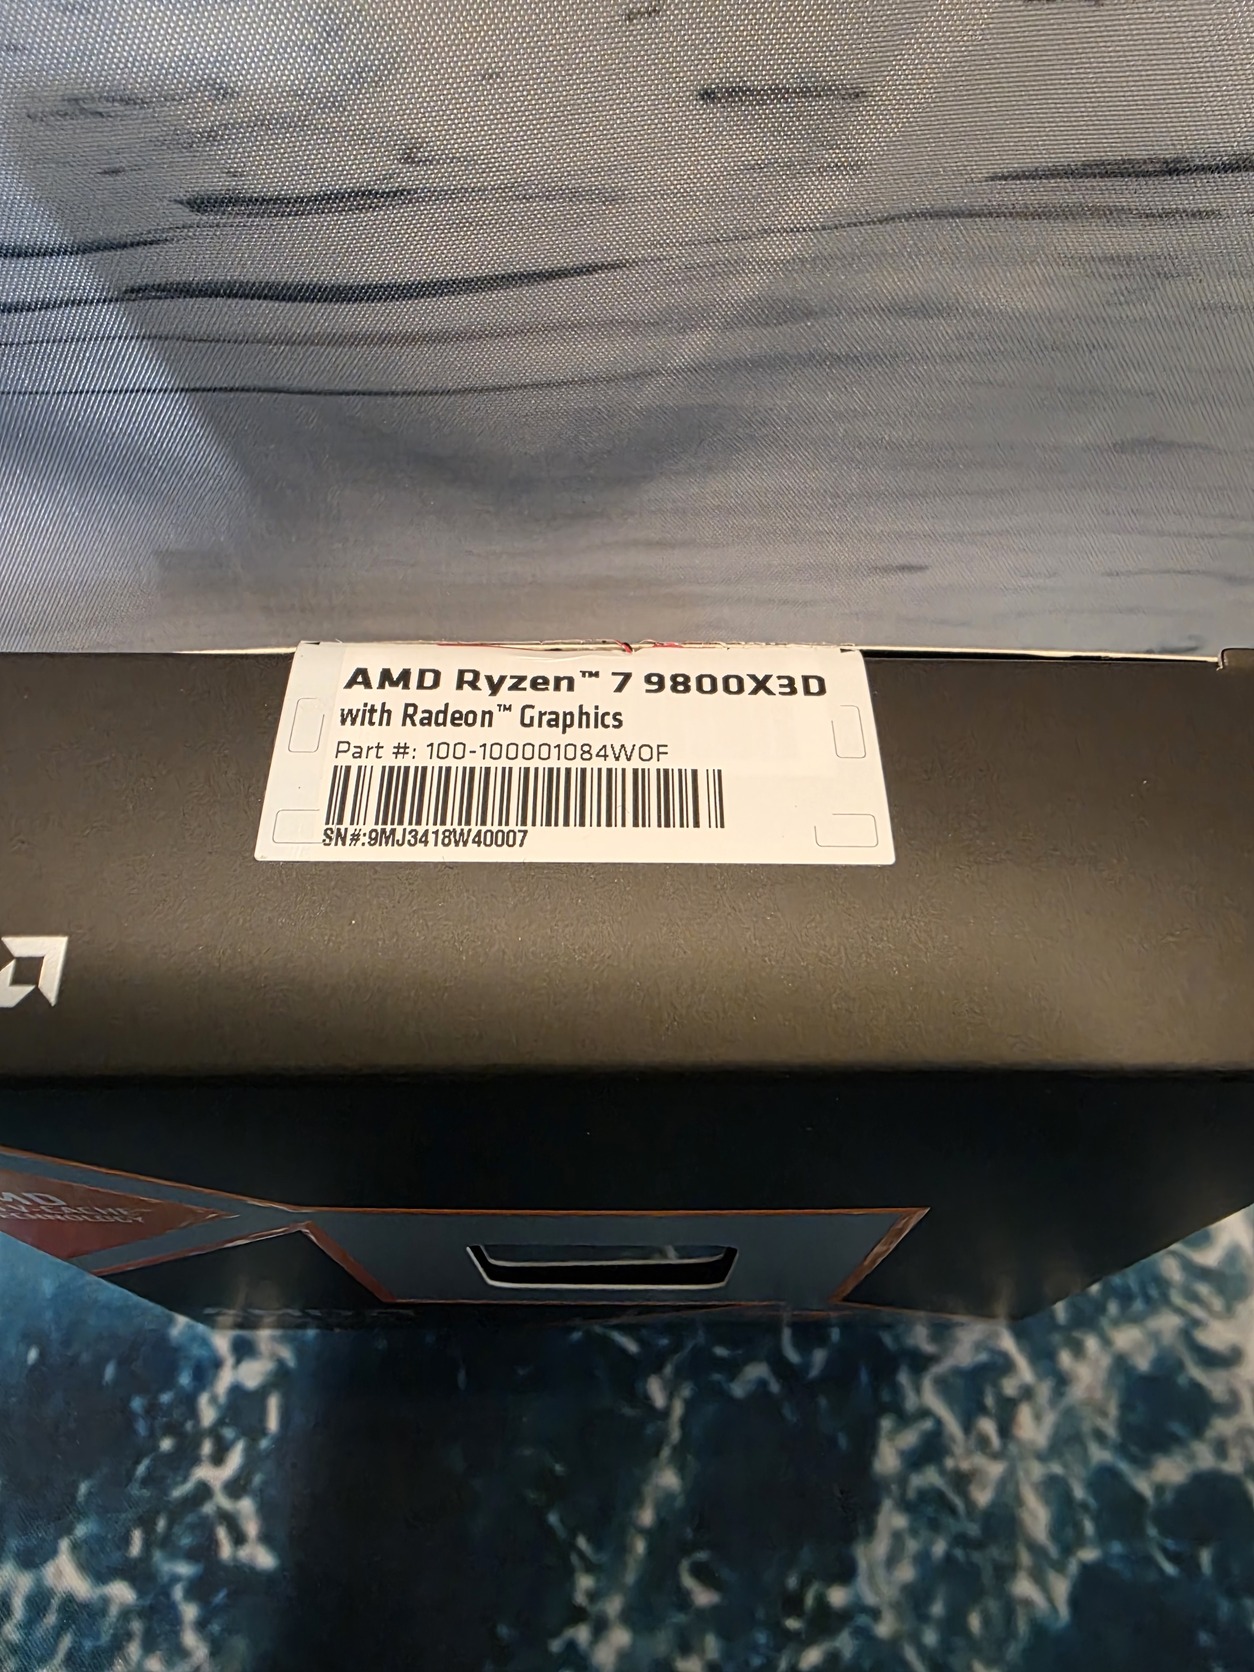 AMD Ryzen™ 7 9800X3D
with Radeon™ Graphics
Part #: 100-100001084WOF
SN#:9MJ3418W40007